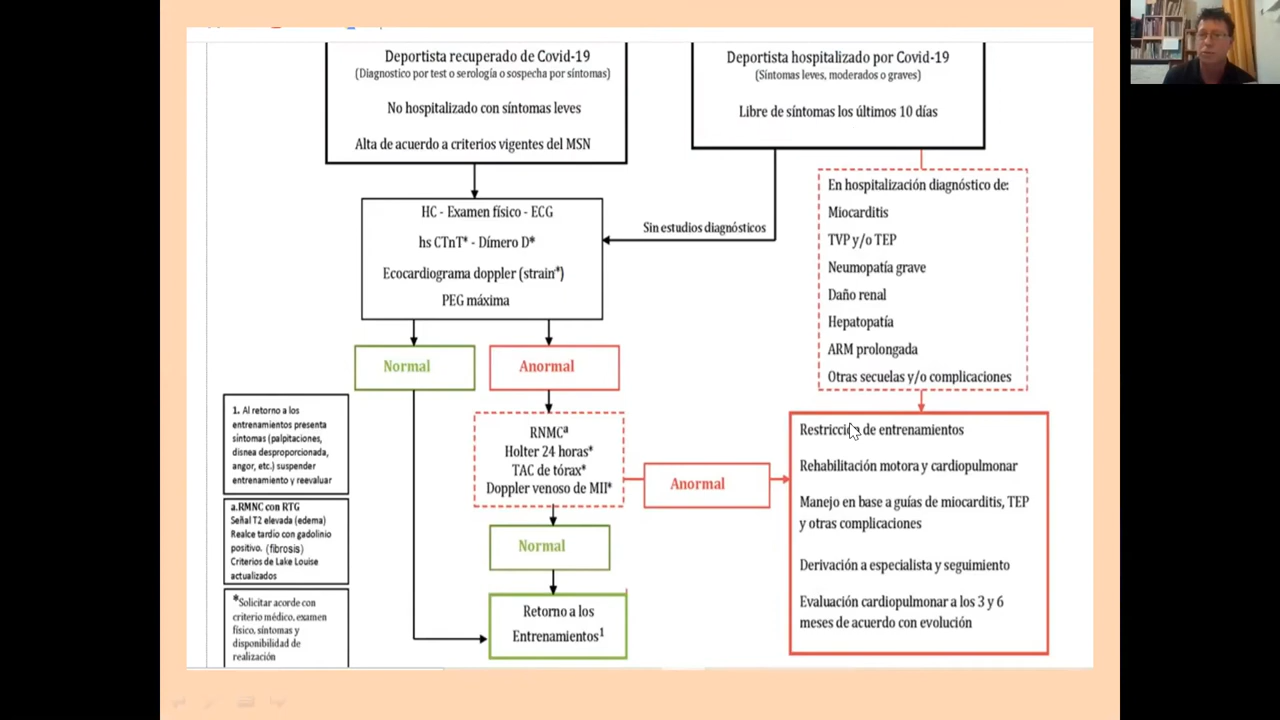 Deportista recuperado de Covid-19
(Diagnostico por test o serología o sospecha por síntomas)
No hospitalizado con síntomas leves
Alta de acuerdo a criterios vigentes del MSN
Deportista hospitalizado por Covid-19
(Síntomas leves, moderados o graves)
Libre de síntomas los últimos 10 días
HC - Examen físico - ECG
hs CTnT* - Dímero D*
Ecocardiograma doppler (strain*)
PEG máxima
Sin estudios diagnósticos
En hospitalización diagnóstico de:
Miocarditis
TVP y/o TEP
Neumopatía grave
Daño renal
Hepatopatía
ARM prolongada
Otras secuelas y/o complicaciones
Normal
Anormal
RNMCª
Holter 24 horas*
TAC de tórax*
Doppler venoso de MII*
Anormal
Normal
Retorno a los
Entrenamientos¹
Restricción de entrenamientos
Rehabilitación motora y cardiopulmonar
Manejo en base a guías de miocarditis, TEP
y otras complicaciones
Derivación a especialista y seguimiento
Evaluación cardiopulmonar a los 3 y 6
meses de acuerdo con evolución
1. Al retorno a los
entrenamientos presenta
síntomas (palpitaciones,
disnea desproporcionada,
angor, etc.) suspender
entrenamiento y reevaluar
a.RMNC con RTG
Señal T2 elevada (edema)
Realce tardío con gadolinio
positivo. (fibrosis)
Criterios de Lake Louise
actualizados
*Solicitar acorde con
criterio médico, examen
físico, síntomas y
disponibilidad de
realización